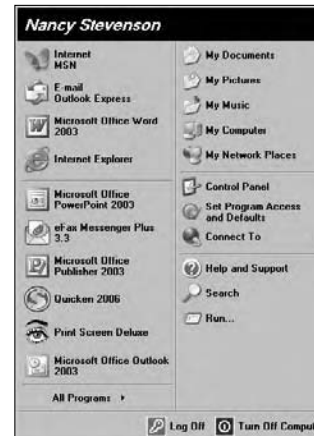 Nancy Stevenson
Internet
MSN
E-mail
Outlook Express
Microsoft Office Word
2003
Internet Explorer
Microsoft Office
PowerPoint 2003
eFax Messenger Plus
3.3
Microsoft Office
Publisher 2003
Quicken 2006
Print Screen Deluxe
Microsoft Office Outlook
2003
All Programs
My Documents
My Pictures
My Music
My Computer
My Network Places
Control Panel
Set Program Access
and Defaults
Connect To
Help and Support
Search
Run...
Log Off
Turn Off Compu